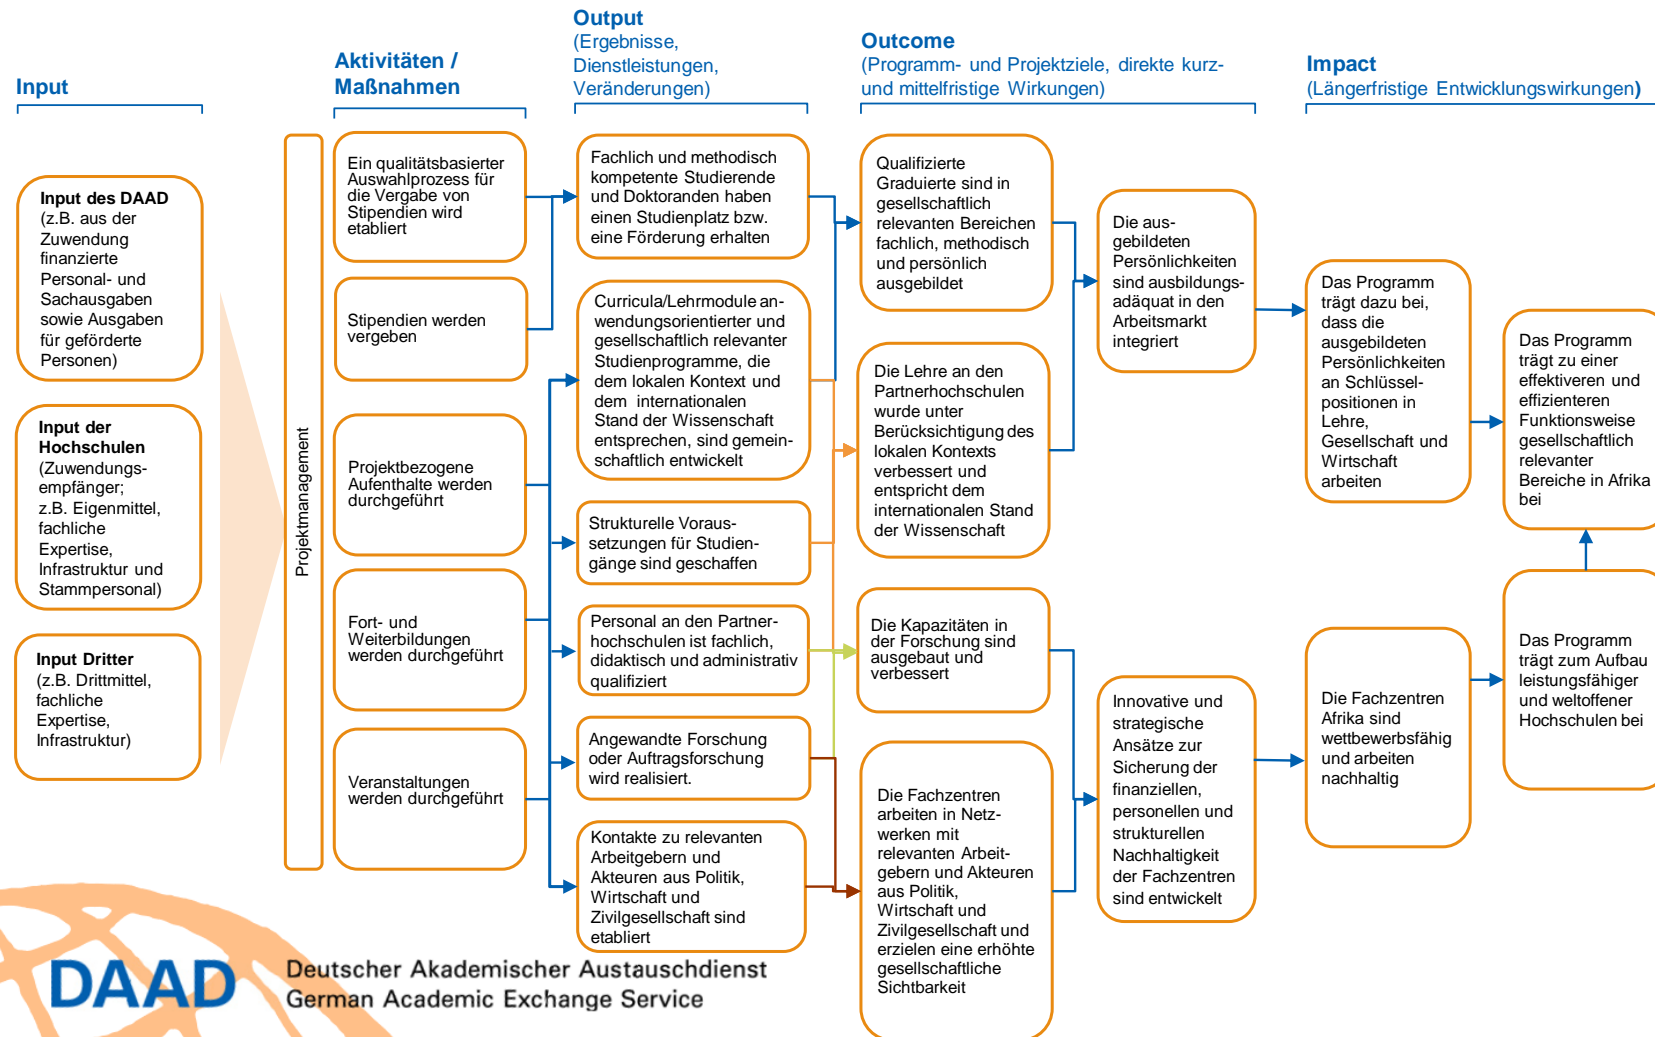 Input
Aktivitäten /
Maßnahmen
Output
(Ergebnisse,
Dienstleistungen,
Veränderungen)
Outcome
(Programm- und Projektziele, direkte kurz-
und mittelfristige Wirkungen)
Impact
(Längerfristige Entwicklungswirkungen)
Input des DAAD
(z.B. aus der
Zuwendung
finanzierte
Personal- und
Sachausgaben
sowie Ausgaben
für geförderte
Personen)
Input der
Hochschulen
(Zuwendungs-
empfänger;
z.B. Eigenmittel,
fachliche
Expertise,
Infrastruktur und
Stammpersonal)
Input Dritter
(z.B. Drittmittel,
fachliche
Expertise,
Infrastruktur)
Projektmanagement
Ein qualitätsbasierter
Auswahlprozess für
die Vergabe von
Stipendien wird
etabliert
Stipendien werden
vergeben
Projektbezogene
Aufenthalte werden
durchgeführt
Fort- und
Weiterbildungen
werden durchgeführt
Veranstaltungen
werden durchgeführt
Fachlich und methodisch
kompetente Studierende
und Doktoranden haben
einen Studienplatz bzw.
eine Förderung erhalten
Curricula/Lehrmodule an-
wendungsorientierter und
gesellschaftlich relevanter
Studienprogramme, die
dem lokalen Kontext und
dem internationalen
Stand der Wissenschaft
entsprechen, sind gemein-
schaftlich entwickelt
Strukturelle Voraus-
setzungen für Studien-
gänge sind geschaffen
Personal an den Partner-
hochschulen ist fachlich,
didaktisch und administrativ
qualifiziert
Angewandte Forschung
oder Auftragsforschung
wird realisiert.
Kontakte zu relevanten
Arbeitgebern und
Akteuren aus Politik,
Wirtschaft und
Zivilgesellschaft sind
etabliert
Qualifizierte
Graduierte sind in
gesellschaftlich
relevanten Bereichen
fachlich, methodisch
und persönlich
ausgebildet
Die Lehre an den
Partnerhochschulen
wurde unter
Berücksichtigung des
lokalen Kontexts
verbessert und
entspricht dem
internationalen Stand
der Wissenschaft
Die Kapazitäten in
der Forschung sind
ausgebaut und
verbessert
Die Fachzentren
arbeiten in Netz-
werken mit
relevanten Arbeit-
gebern und Akteuren
aus Politik,
Wirtschaft und
Zivilgesellschaft und
erzielen eine erhöhte
gesellschaftliche
Sichtbarkeit
Die aus-
gebildeten
Persönlichkeiten
sind ausbildungs-
adäquat in den
Arbeitsmarkt
integriert
Innovative und
strategische
Ansätze zur
Sicherung der
finanziellen,
personellen und
strukturellen
Nachhaltigkeit
der Fachzentren
sind entwickelt
Das Programm
trägt dazu bei,
dass die
ausgebildeten
Persönlichkeiten
an Schlüssel-
positionen in
Lehre,
Gesellschaft und
Wirtschaft
arbeiten
Die Fachzentren
Afrika sind
wettbewerbsfähig
und arbeiten
nachhaltig
Das Programm
trägt zu einer
effektiveren und
effizienteren
Funktionsweise
gesellschaftlich
relevanter
Bereiche in Afrika
bei
Das Programm
trägt zum Aufbau
leistungsfähiger
und weltoffener
Hochschulen bei
DAAD
Deutscher Akademischer Austauschdienst
German Academic Exchange Service